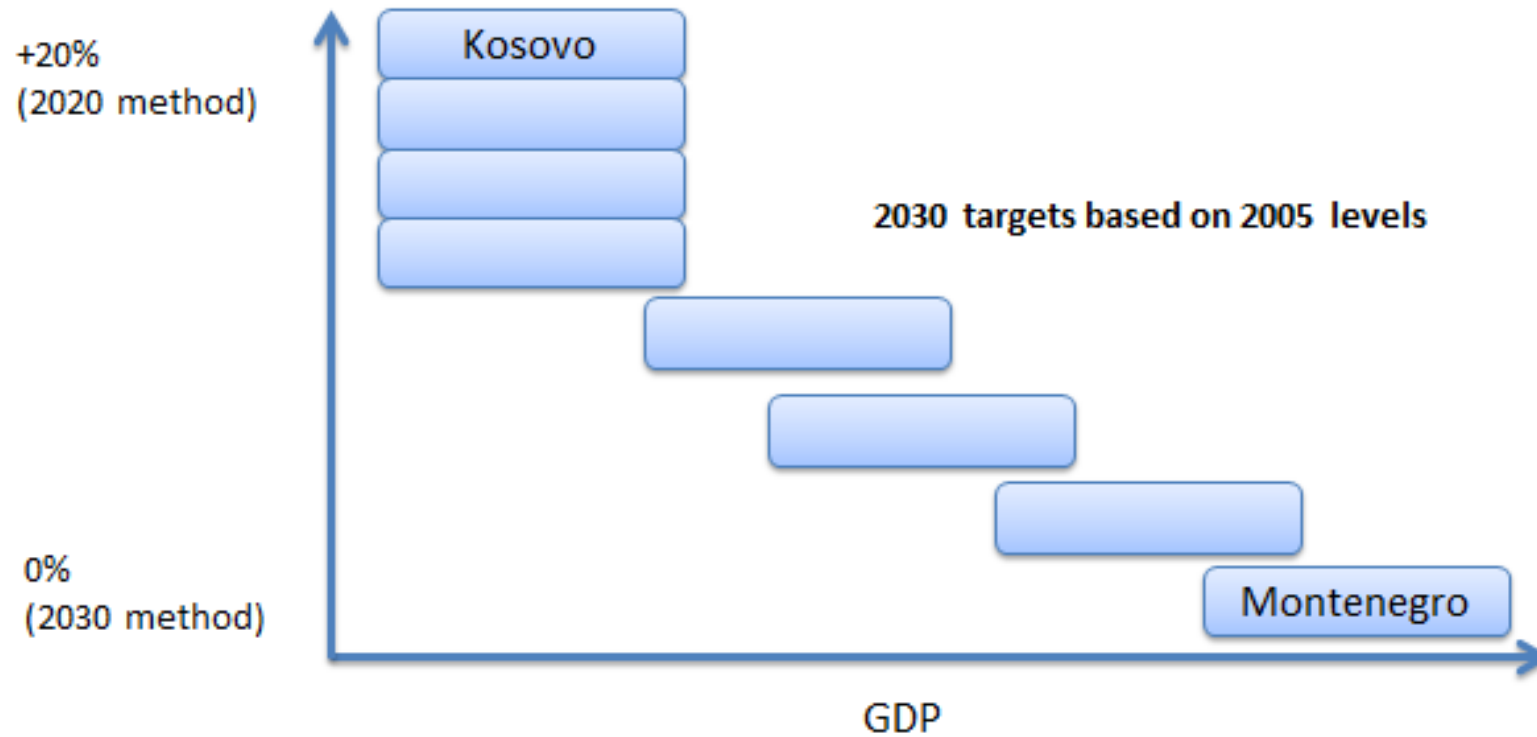 +20%
(2020 method)
Kosovo
2030 targets based on 2005 levels
0%
(2030 method)
Montenegro
GDP